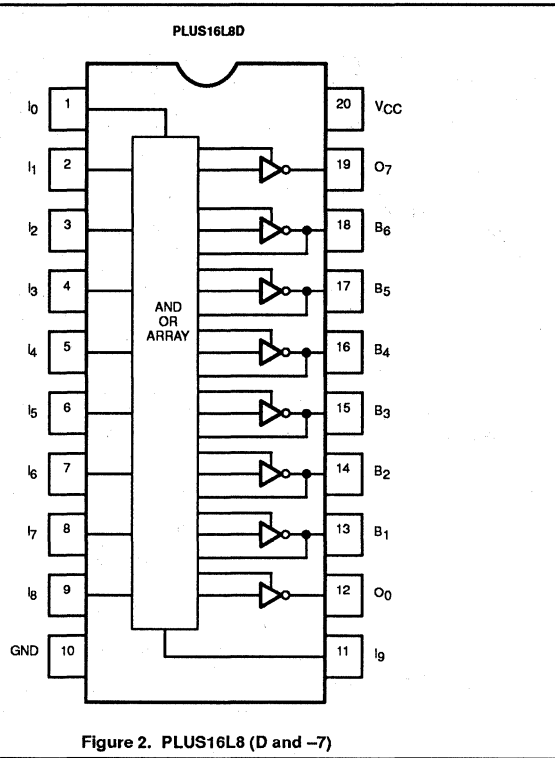 PLUS16L8D
I0 1 20 VCC
I1 2 19 O7
I2 3 18 B6
I3 4 17 B5
AND
OR
ARRAY
I4 5 16 B4
I5 6 15 B3
I6 7 14 B2
I7 8 13 B1
I8 9 12 O0
GND 10 11 I9
Figure 2. PLUS16L8 (D and –7)